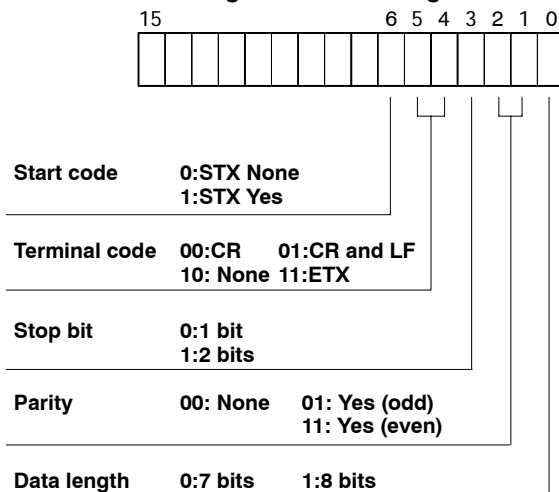 15 6 5 4 3 2 1 0
Start code 0:STX None
1:STX Yes
Terminal code 00:CR 01:CR and LF
10: None 11:ETX
Stop bit 0:1 bit
1:2 bits
Parity 00: None 01: Yes (odd)
11: Yes (even)
Data length 0:7 bits 1:8 bits